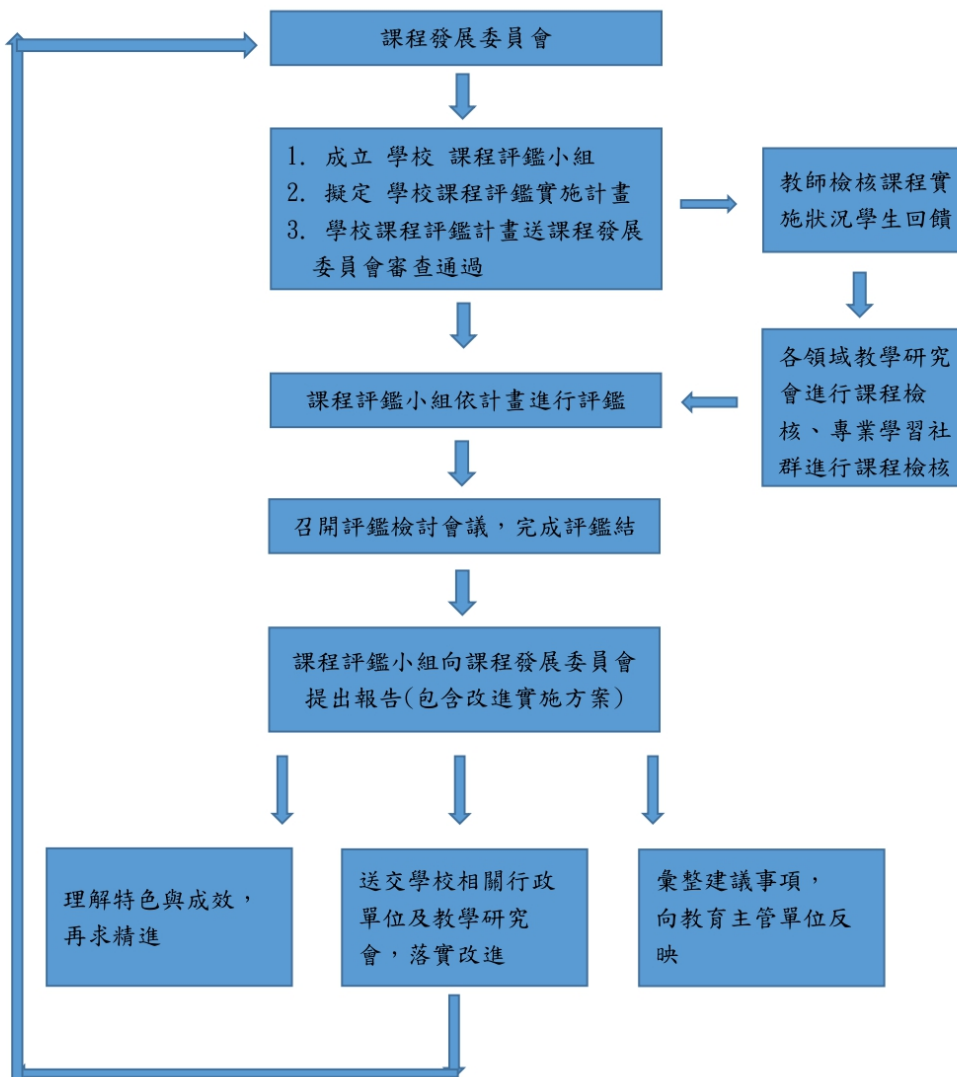 課程發展委員會
1. 成立 學校 課程評鑑小組
2. 擬定 學校課程評鑑實施計畫
3. 學校課程評鑑計畫送課程發展
委員會審查通過
教師檢核課程實
施狀況學生回饋
各領域教學研究
會進行課程檢
核、專業學習社
群進行課程檢核
課程評鑑小組依計畫進行評鑑
召開評鑑檢討會議，完成評鑑結
課程評鑑小組向課程發展委員會
提出報告(包含改進實施方案)
理解特色與成效，
再求精進
送交學校相關行政
單位及教學研究
會，落實改進
彙整建議事項，
向教育主管單位反
映